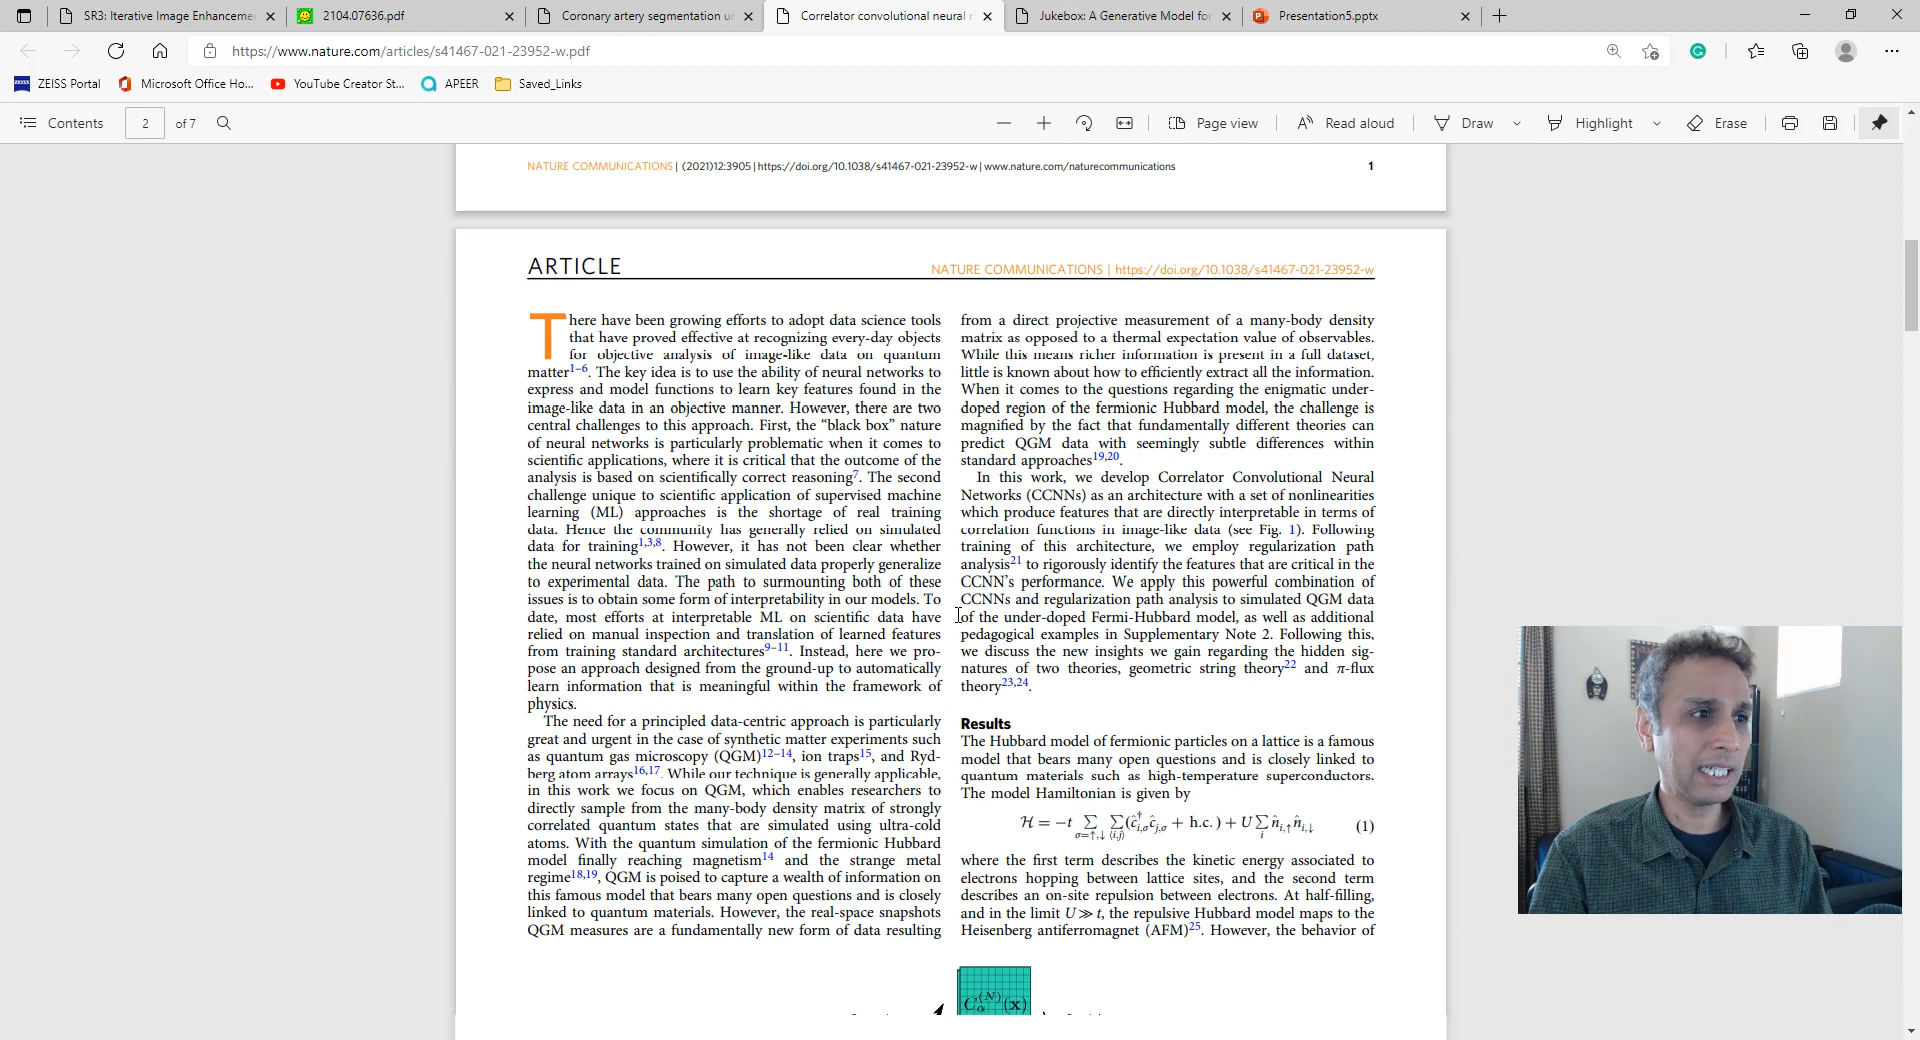 SR3: Iterative Image Enhanceme
2104.07636.pdf
Coronary artery segmentation u
Correlator convolutional neural
Jukebox: A Generative Model for
Presentation5.pptx
https://www.nature.com/articles/s41467-021-23952-w.pdf
ZEISS Portal
Microsoft Office Ho...
YouTube Creator St...
APEER
Saved_Links
Contents
2
of 7
Page view
Read aloud
Draw
Highlight
Erase
NATURE COMMUNICATIONS | (2021)12:3905 | https://doi.org/10.1038/s41467-021-23952-w | www.nature.com/naturecommunications
1
ARTICLE
NATURE COMMUNICATIONS | https://doi.org/10.1038/s41467-021-23952-w
There have been growing efforts to adopt data science tools
that have proved effective at recognizing every-day objects
for objective analysis of image-like data on quantum
matter1–6. The key idea is to use the ability of neural networks to
express and model functions to learn key features found in the
image-like data in an objective manner. However, there are two
central challenges to this approach. First, the “black box” nature
of neural networks is particularly problematic when it comes to
scientific applications, where it is critical that the outcome of the
analysis is based on scientifically correct reasoning7. The second
challenge unique to scientific application of supervised machine
learning (ML) approaches is the shortage of real training
data. Hence the community has generally relied on simulated
data for training1,3,8. However, it has not been clear whether
the neural networks trained on simulated data properly generalize
to experimental data. The path to surmounting both of these
issues is to obtain some form of interpretability in our models. To
date, most efforts at interpretable ML on scientific data have
relied on manual inspection and translation of learned features
from training standard architectures9–11. Instead, here we pro-
pose an approach designed from the ground-up to automatically
learn information that is meaningful within the framework of
physics.
The need for a principled data-centric approach is particularly
great and urgent in the case of synthetic matter experiments such
as quantum gas microscopy (QGM)12–14, ion traps15, and Ryd-
berg atom arrays16,17. While our technique is generally applicable,
in this work we focus on QGM, which enables researchers to
directly sample from the many-body density matrix of strongly
correlated quantum states that are simulated using ultra-cold
atoms. With the quantum simulation of the fermionic Hubbard
model finally reaching magnetism14 and the strange metal
regime18,19, QGM is poised to capture a wealth of information on
this famous model that bears many open questions and is closely
linked to quantum materials. However, the real-space snapshots
QGM measures are a fundamentally new form of data resulting
from a direct projective measurement of a many-body density
matrix as opposed to a thermal expectation value of observables.
While this means richer information is present in a full dataset,
little is known about how to efficiently extract all the information.
When it comes to the questions regarding the enigmatic under-
doped region of the fermionic Hubbard model, the challenge is
magnified by the fact that fundamentally different theories can
predict QGM data with seemingly subtle differences within
standard approaches19,20.
In this work, we develop Correlator Convolutional Neural
Networks (CCNNs) as an architecture with a set of nonlinearities
which produce features that are directly interpretable in terms of
correlation functions in image-like data (see Fig. 1). Following
training of this architecture, we employ regularization path
analysis21 to rigorously identify the features that are critical in the
CCNN’s performance. We apply this powerful combination of
CCNNs and regularization path analysis to simulated QGM data
of the under-doped Fermi-Hubbard model, as well as additional
pedagogical examples in Supplementary Note 2. Following this,
we discuss the new insights we gain regarding the hidden sig-
natures of two theories, geometric string theory22 and π-flux
theory23,24.
Results
The Hubbard model of fermionic particles on a lattice is a famous
model that bears many open questions and is closely linked to
quantum materials such as high-temperature superconductors.
The model Hamiltonian is given by
H = −t ∑σ=↑,↓ ∑⟨i,j⟩ (ĉ†i,σ ĉj,σ + h.c.) + U ∑i n̂i,↑ n̂i,↓ (1)
where the first term describes the kinetic energy associated to
electrons hopping between lattice sites, and the second term
describes an on-site repulsion between electrons. At half-filling,
and in the limit U ≫ t, the repulsive Hubbard model maps to the
Heisenberg antiferromagnet (AFM)25. However, the behavior of
Cα(N)(x)